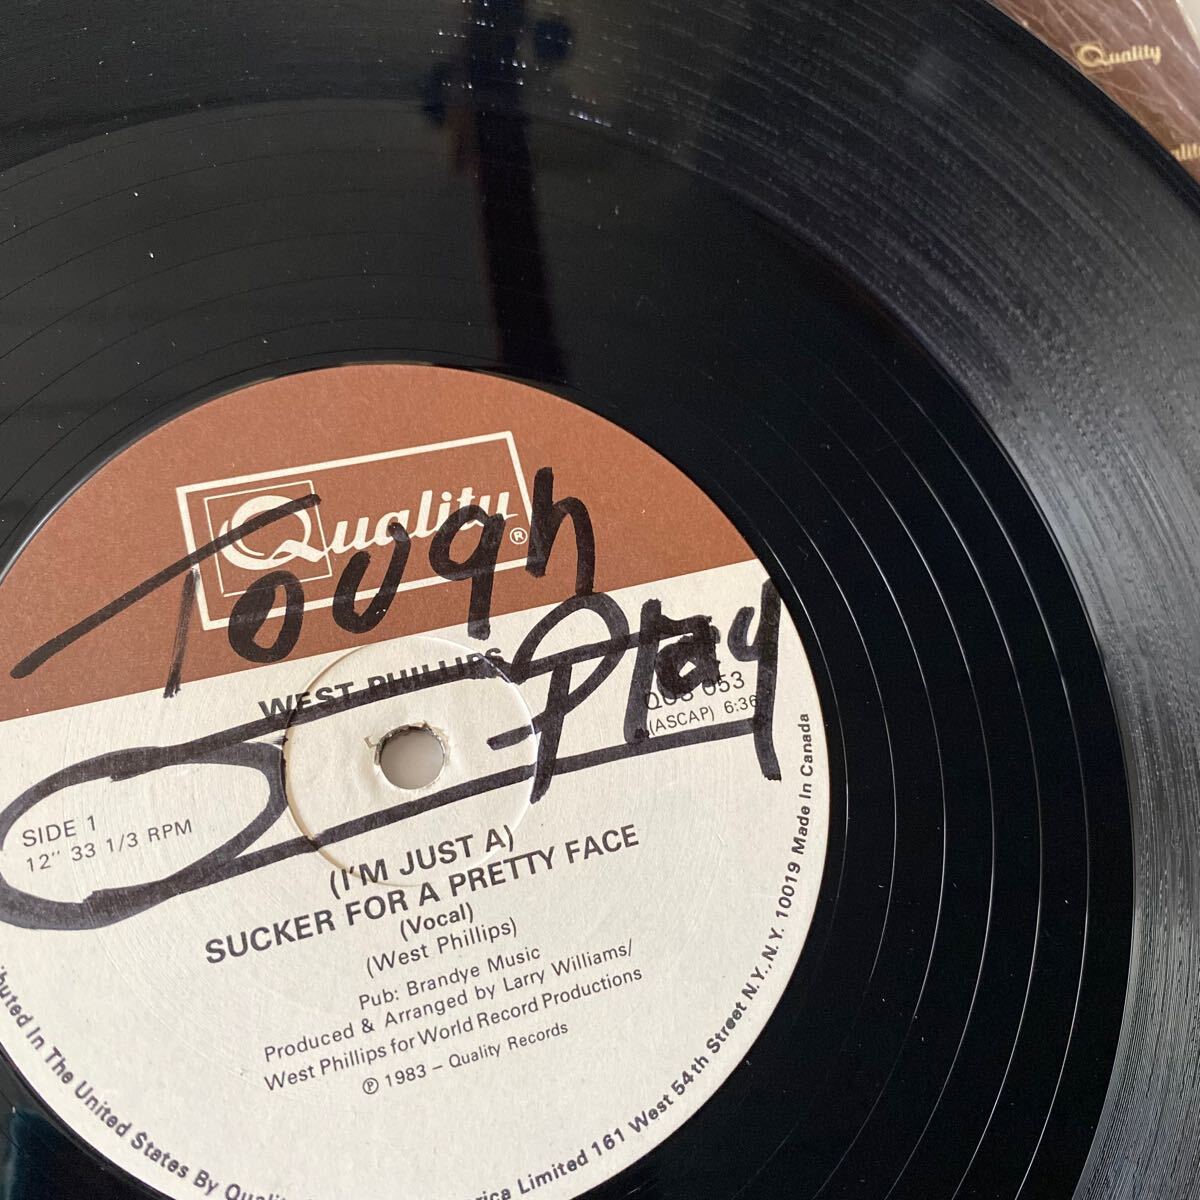 Quality
Quality®
Tough
Play
WEST PHILLIPS
QUS 053
(ASCAP) 6:36
SIDE 1
12" 33 1/3 RPM
(I'M JUST A)
SUCKER FOR A PRETTY FACE
(Vocal)
(West Phillips)
Pub: Brandye Music
Produced & Arranged by Larry Williams/
West Phillips for World Record Productions
℗ 1983 – Quality Records
In The United States By 161 West 54th Street N.Y., N.Y. 10019 Made In Canada